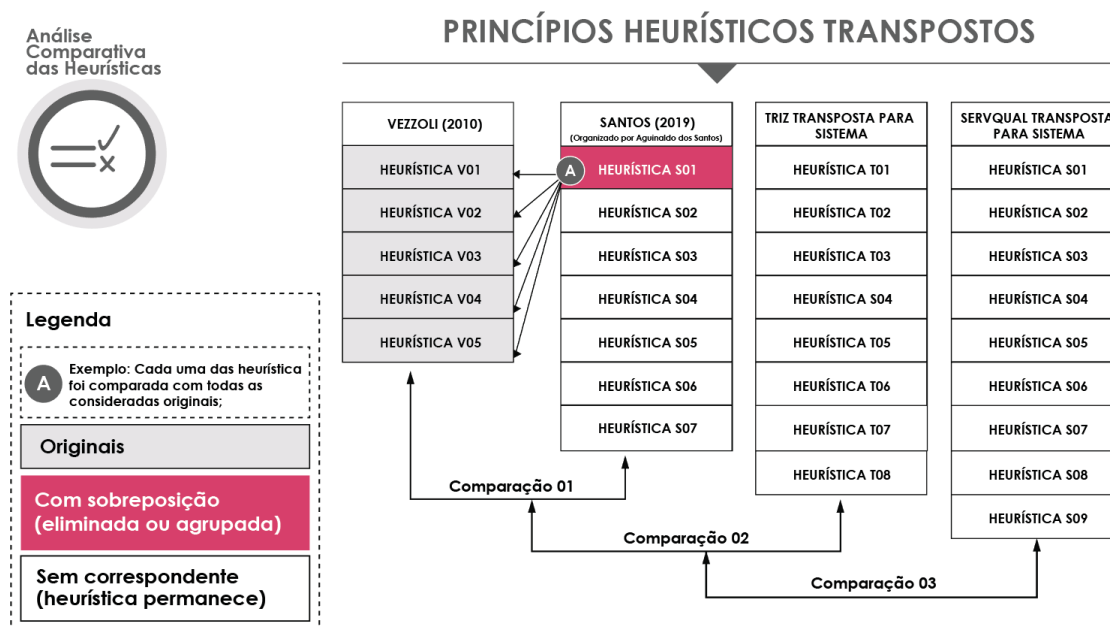 Análise
Comparativa
das Heurísticas
PRINCÍPIOS HEURÍSTICOS TRANSPOSTOS
VEZZOLI (2010)
HEURÍSTICA V01
HEURÍSTICA V02
HEURÍSTICA V03
HEURÍSTICA V04
HEURÍSTICA V05
SANTOS (2019)
(Organizado por Aguinaldo dos Santos)
A
HEURÍSTICA S01
HEURÍSTICA S02
HEURÍSTICA S03
HEURÍSTICA S04
HEURÍSTICA S05
HEURÍSTICA S06
HEURÍSTICA S07
TRIZ TRANSPOSTA PARA
SISTEMA
HEURÍSTICA T01
HEURÍSTICA T02
HEURÍSTICA T03
HEURÍSTICA S04
HEURÍSTICA T05
HEURÍSTICA T06
HEURÍSTICA T07
HEURÍSTICA T08
SERVQUAL TRANSPOSTA
PARA SISTEMA
HEURÍSTICA S01
HEURÍSTICA S02
HEURÍSTICA S03
HEURÍSTICA S04
HEURÍSTICA S05
HEURÍSTICA S06
HEURÍSTICA S07
HEURÍSTICA S08
HEURÍSTICA S09
Comparação 01
Comparação 02
Comparação 03
Legenda
A
Exemplo: Cada uma das heurística
foi comparada com todas as
consideradas originais;
Originais
Com sobreposição
(eliminada ou agrupada)
Sem correspondente
(heurística permanece)